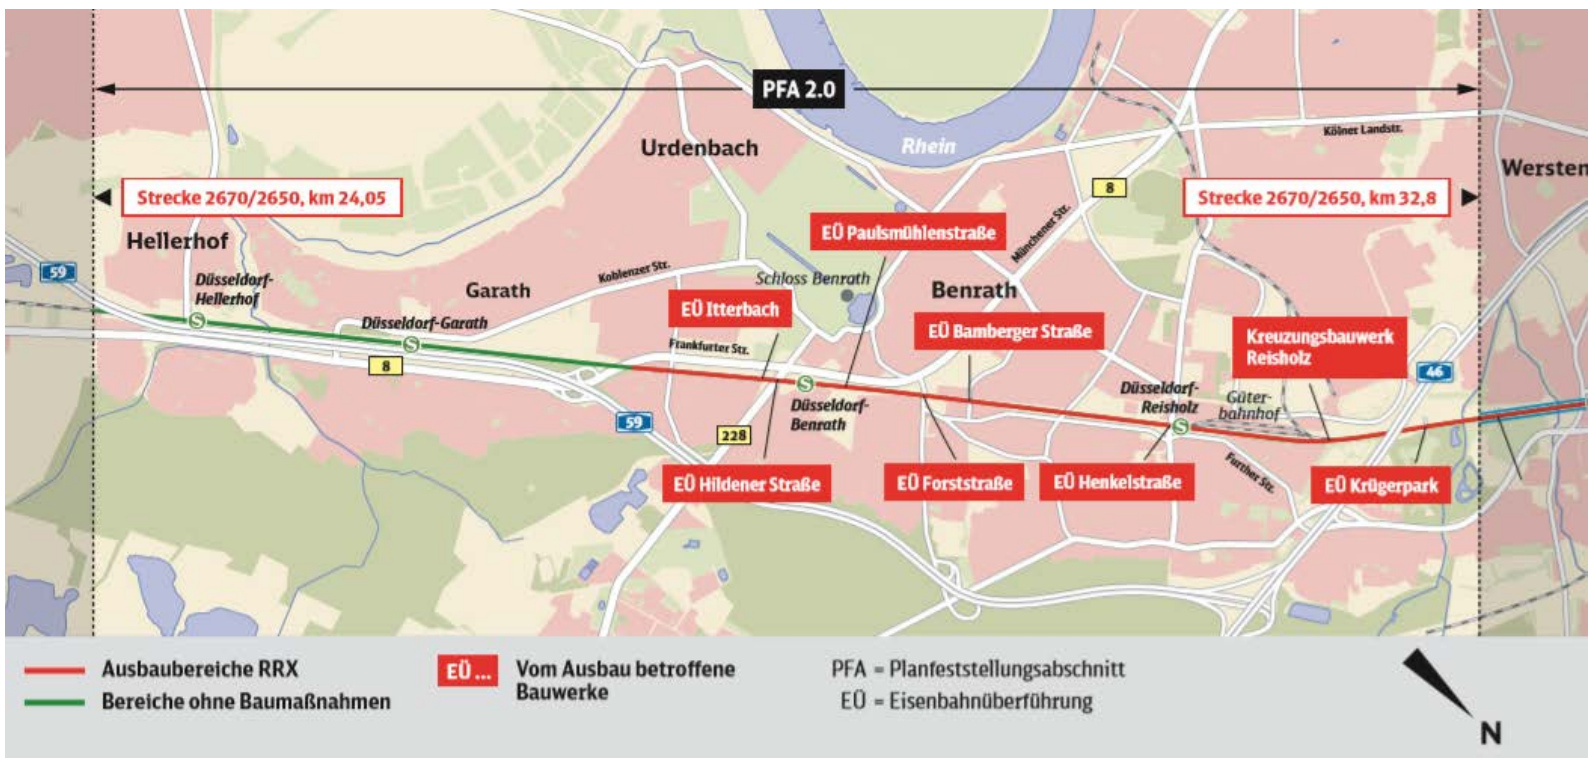 PFA 2.0
Urdenbach
Rhein
Kölner Landstr.
Wersten
8
Strecke 2670/2650, km 24,05
Strecke 2670/2650, km 32,8
Hellerhof
EÜ Paulsmühlenstraße
Münchener Str.
59
Düsseldorf-
Hellerhof
Koblenzer Str.
Schloss Benrath
Garath
Benrath
EÜ Itterbach
Düsseldorf-Garath
EÜ Bamberger Straße
Kreuzungsbauwerk
Reisholz
S
S
Frankfurter Str.
8
46
S
Düsseldorf-
Benrath
Düsseldorf-
Reisholz
Güter-
bahnhof
S
59
228
Further Str.
EÜ Hildener Straße
EÜ Forststraße
EÜ Henkelstraße
EÜ Krügerpark
Ausbaubereiche RRX
Bereiche ohne Baumaßnahmen
EÜ ...
Vom Ausbau betroffene
Bauwerke
PFA = Planfeststellungsabschnitt
EÜ = Eisenbahnüberführung
N